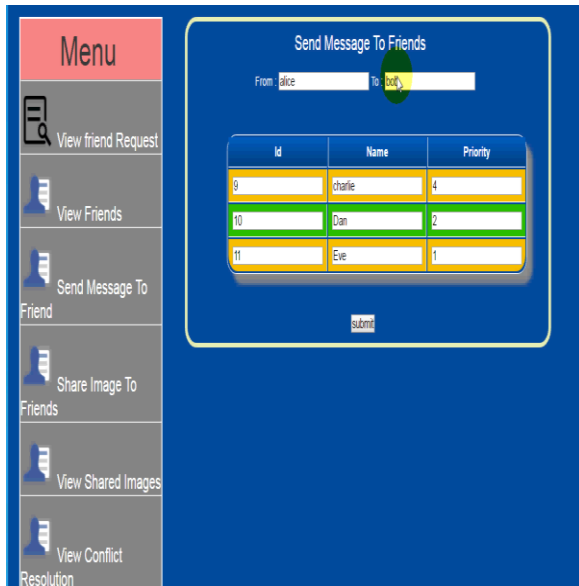 Menu
View friend Request
View Friends
Send Message To
Friend
Share Image To
Friends
View Shared Images
View Conflict
Resolution
Send Message To Friends
From : alice To :
Id Name Priority
9 charlie 4
10 Dan 2
11 Eve 1
submit